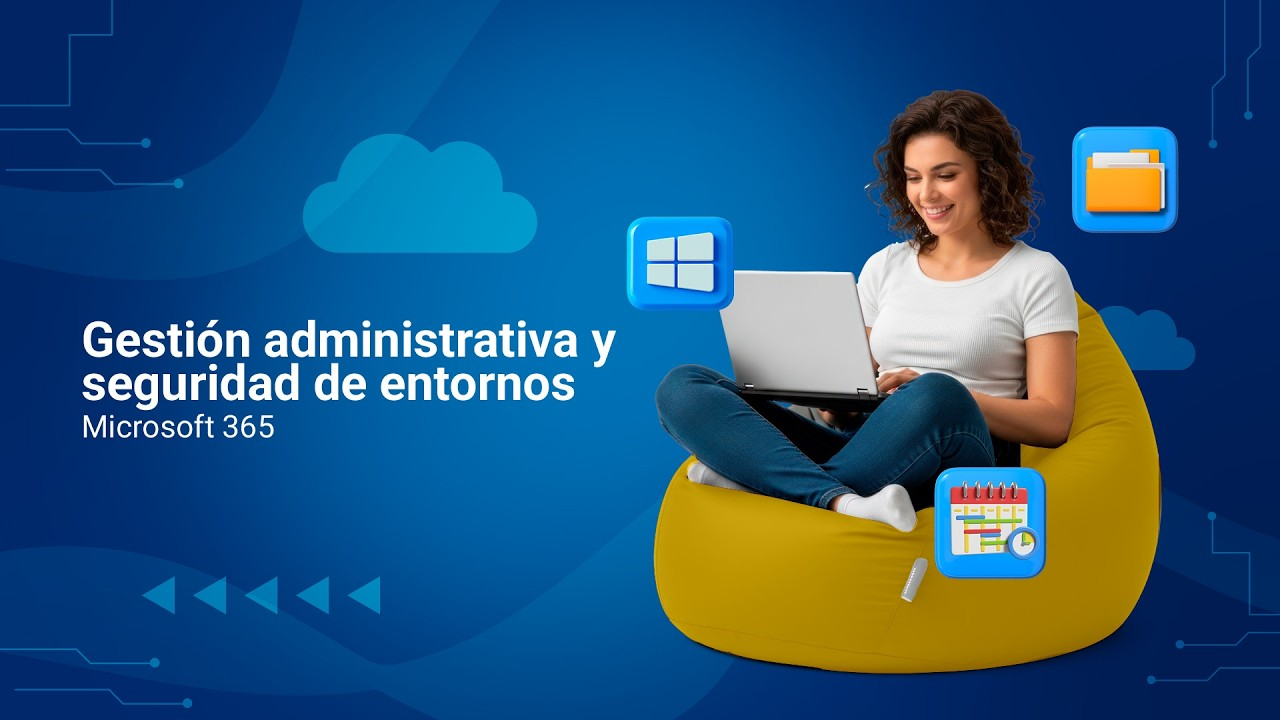 Gestión administrativa y
seguridad de entornos
Microsoft 365